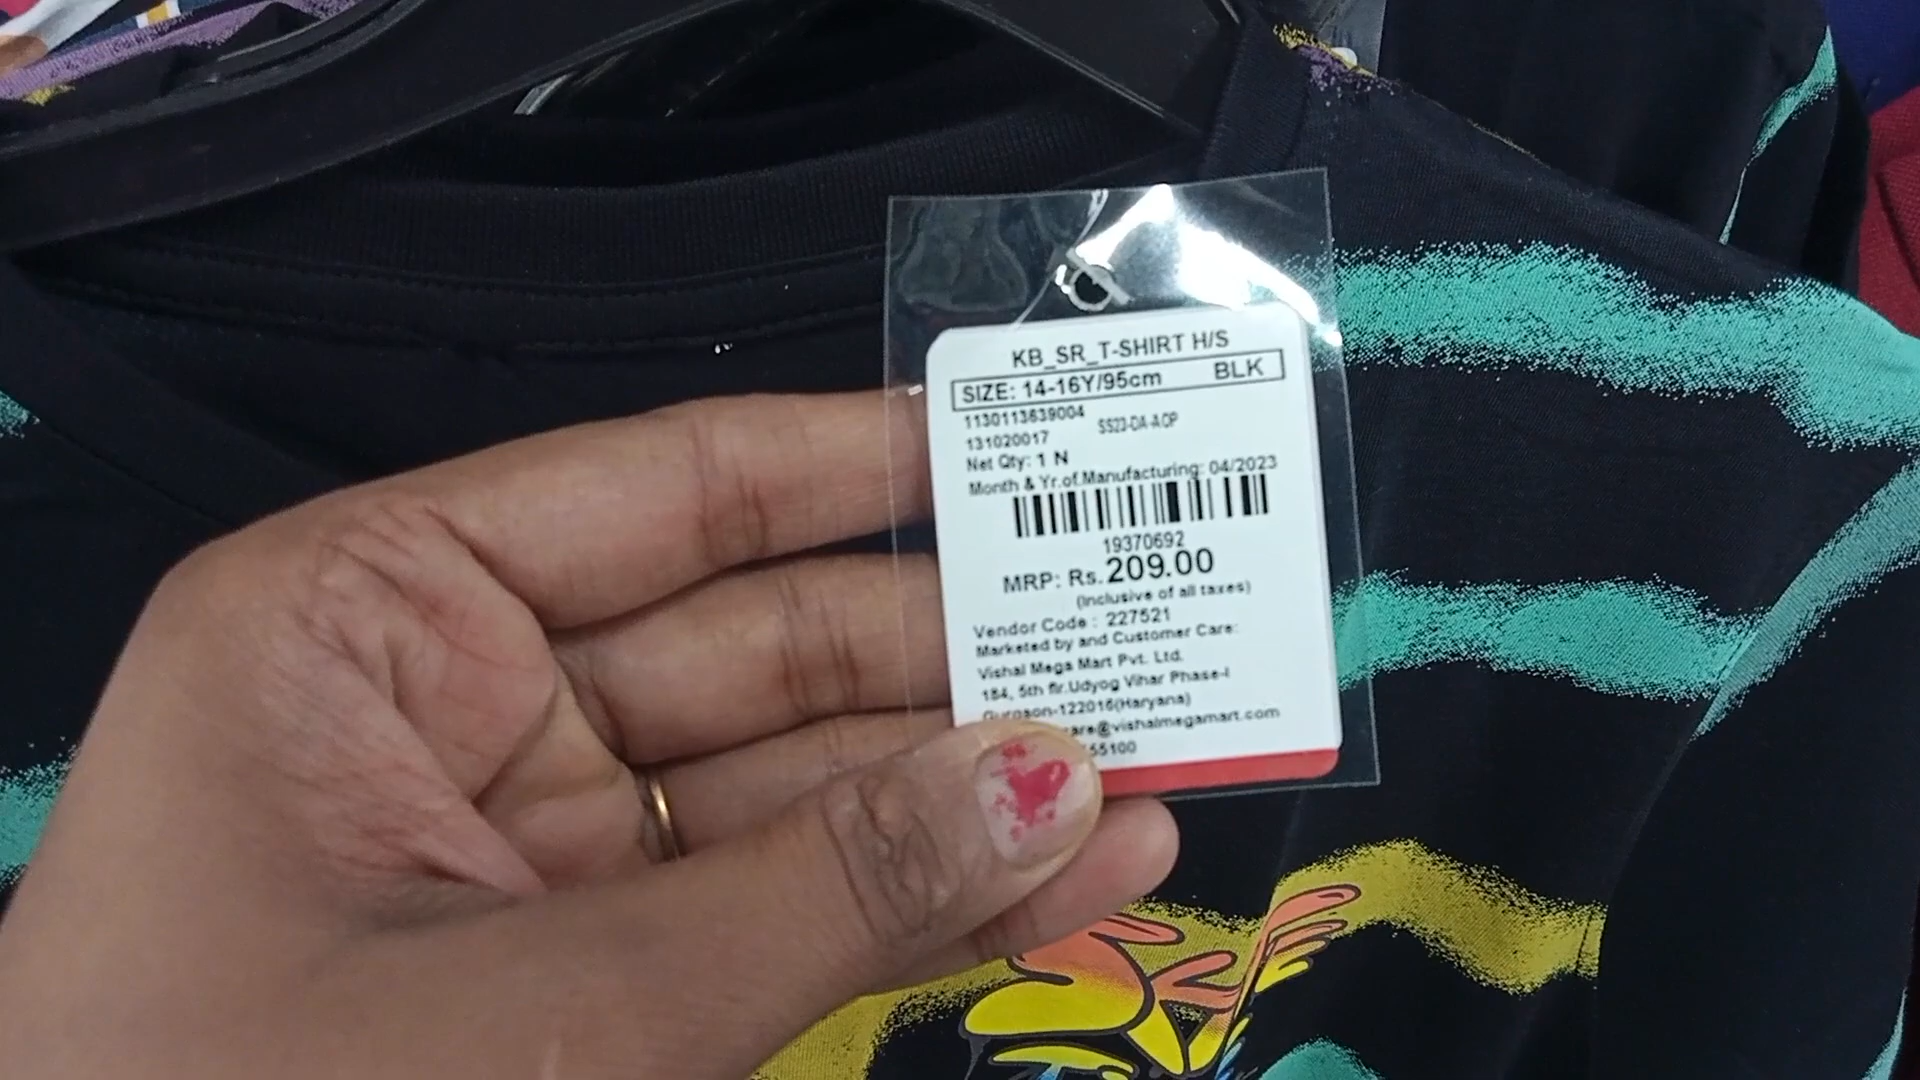 KB_SR_T-SHIRT H/S
SIZE: 14-16Y/95cm BLK
1130113639004
131020017 SS23-DA-AOP
Net Qty: 1 N
Month & Yr.of.Manufacturing: 04/2023
19370692
MRP: Rs.209.00
(Inclusive of all taxes)
Vendor Code : 227521
Marketed by and Customer Care:
Vishal Mega Mart Pvt. Ltd.
184, 5th flr.Udyog Vihar Phase-I
Gurgaon-122016(Haryana)
are@vishalmegamart.com
55100